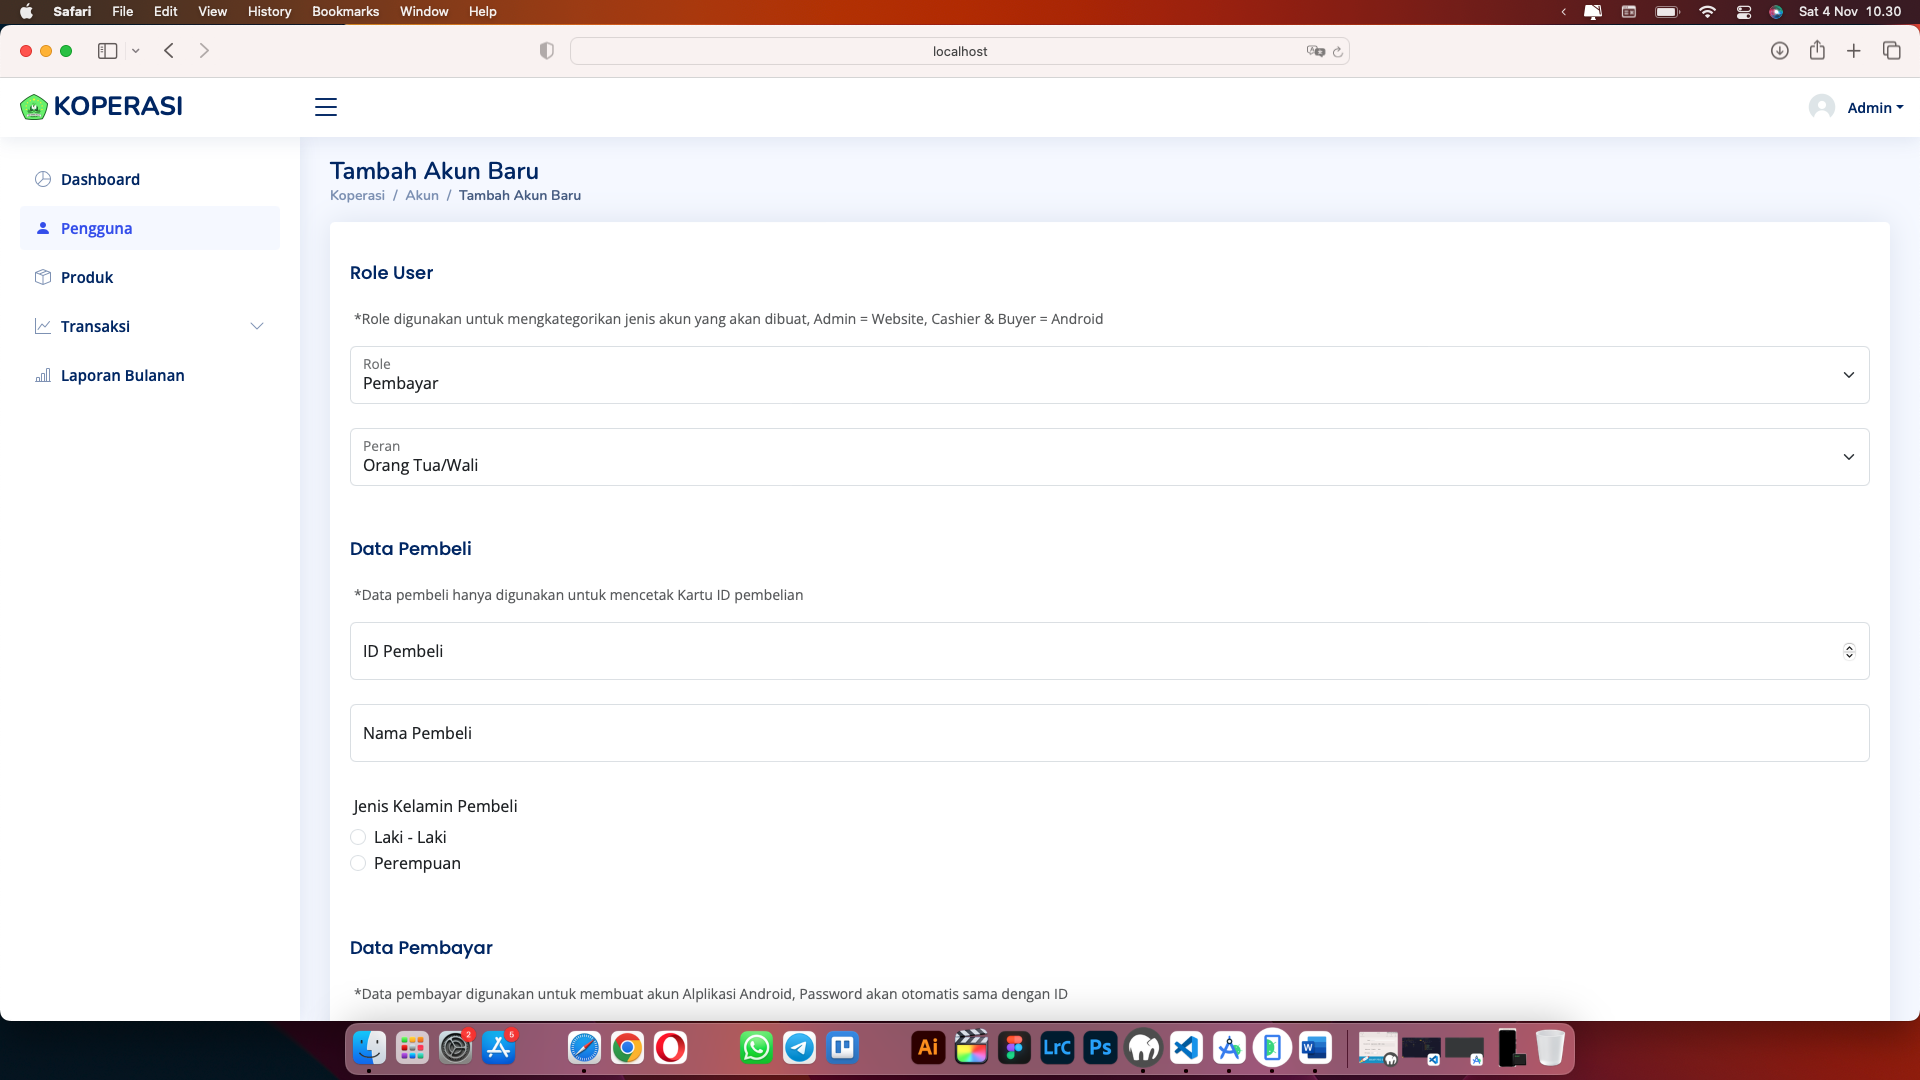 Safari File Edit View History Bookmarks Window Help
Sat 4 Nov 10.30
localhost
KOPERASI
Admin
Dashboard
Pengguna
Produk
Transaksi
Laporan Bulanan
Tambah Akun Baru
Koperasi / Akun / Tambah Akun Baru
Role User
*Role digunakan untuk mengkategorikan jenis akun yang akan dibuat, Admin = Website, Cashier & Buyer = Android
Role
Pembayar
Peran
Orang Tua/Wali
Data Pembeli
*Data pembeli hanya digunakan untuk mencetak Kartu ID pembelian
ID Pembeli
Nama Pembeli
Jenis Kelamin Pembeli
Laki - Laki
Perempuan
Data Pembayar
*Data pembayar digunakan untuk membuat akun Alplikasi Android, Password akan otomatis sama dengan ID
2
5
Ai
LrC
Ps
W